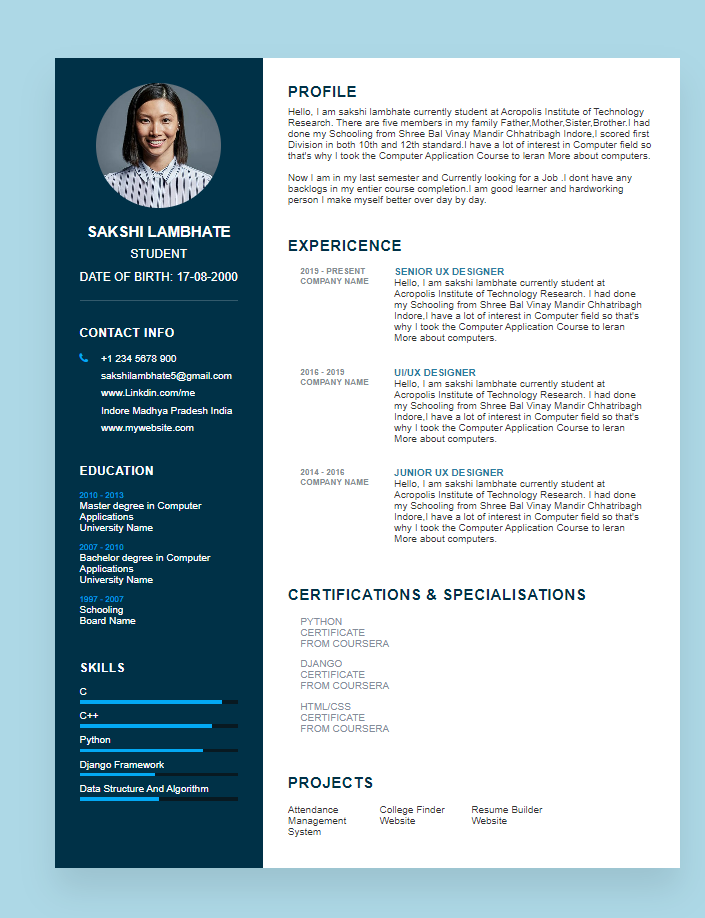 SAKSHI LAMBHATE
STUDENT
DATE OF BIRTH: 17-08-2000
CONTACT INFO
+1 234 5678 900
sakshilambhate5@gmail.com
www.Linkdin.com/me
Indore Madhya Pradesh India
www.mywebsite.com
EDUCATION
2010 - 2013
Master degree in Computer
Applications
University Name
2007 - 2010
Bachelor degree in Computer
Applications
University Name
1997 - 2007
Schooling
Board Name
SKILLS
C
C++
Python
Django Framework
Data Structure And Algorithm
PROFILE
Hello, I am sakshi lambhate currently student at Acropolis Institute of Technology
Research. There are five members in my family Father,Mother,Sister,Brother.I had
done my Schooling from Shree Bal Vinay Mandir Chhatribagh Indore,I scored first
Division in both 10th and 12th standard.I have a lot of interest in Computer field so
that's why I took the Computer Application Course to leran More about computers.
Now I am in my last semester and Currently looking for a Job .I dont have any
backlogs in my entier course completion.I am good learner and hardworking
person I make myself better over day by day.
EXPERICENCE
2019 - PRESENT
COMPANY NAME
SENIOR UX DESIGNER
Hello, I am sakshi lambhate currently student at
Acropolis Institute of Technology Research. I had done
my Schooling from Shree Bal Vinay Mandir Chhatribagh
Indore,I have a lot of interest in Computer field so that's
why I took the Computer Application Course to leran
More about computers.
2016 - 2019
COMPANY NAME
UI/UX DESIGNER
Hello, I am sakshi lambhate currently student at
Acropolis Institute of Technology Research. I had done
my Schooling from Shree Bal Vinay Mandir Chhatribagh
Indore,I have a lot of interest in Computer field so that's
why I took the Computer Application Course to leran
More about computers.
2014 - 2016
COMPANY NAME
JUNIOR UX DESIGNER
Hello, I am sakshi lambhate currently student at
Acropolis Institute of Technology Research. I had done
my Schooling from Shree Bal Vinay Mandir Chhatribagh
Indore,I have a lot of interest in Computer field so that's
why I took the Computer Application Course to leran
More about computers.
CERTIFICATIONS & SPECIALISATIONS
PYTHON
CERTIFICATE
FROM COURSERA
DJANGO
CERTIFICATE
FROM COURSERA
HTML/CSS
CERTIFICATE
FROM COURSERA
PROJECTS
Attendance
Management
System
College Finder
Website
Resume Builder
Website